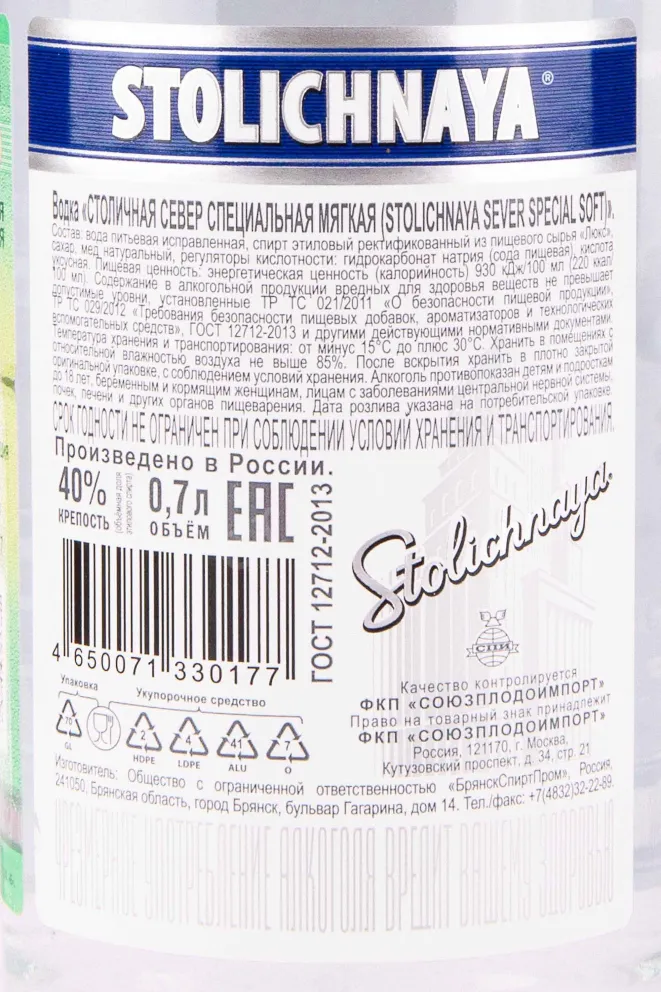 STOLICHNAYA®
Водка «СТОЛИЧНАЯ СЕВЕР СПЕЦИАЛЬНАЯ МЯГКАЯ (STOLICHNAYA SEVER SPECIAL SOFT)».
Состав: вода питьевая исправленная, спирт этиловый ректификованный из пищевого сырья «Люкс»,
сахар, мед натуральный, регуляторы кислотности: гидрокарбонат натрия (сода пищевая), кислота
уксусная. Пищевая ценность: энергетическая ценность (калорийность) 930 кДж/100 мл (220 ккал/
100 мл). Содержание в алкогольной продукции вредных для здоровья веществ не превышает
допустимые уровни, установленные ТР ТС 021/2011 «О безопасности пищевой продукции»,
ТР ТС 029/2012 «Требования безопасности пищевых добавок, ароматизаторов и технологических
вспомогательных средств», ГОСТ 12712-2013 и другими действующими нормативными документами.
Температура хранения и транспортирования: от минус 15°С до плюс 30°С. Хранить в помещениях с
относительной влажностью воздуха не выше 85%. После вскрытия хранить в плотно закрытой
оригинальной упаковке, с соблюдением условий хранения. Алкоголь противопоказан детям и подросткам
до 18 лет, беременным и кормящим женщинам, лицам с заболеваниями центральной нервной системы,
почек, печени и других органов пищеварения. Дата розлива указана на потребительской упаковке.
СРОК ГОДНОСТИ НЕ ОГРАНИЧЕН ПРИ СОБЛЮДЕНИИ УСЛОВИЙ ХРАНЕНИЯ И ТРАНСПОРТИРОВАНИЯ.
Произведено в России.
40%
КРЕПОСТЬ
(объёмная доля
этилового спирта)
0,7л
ОБЪЁМ
ЕАС
ГОСТ 12712-2013
4 650071 330177
Stolichnaya®
СПИ
Упаковка
Укупорочное средство
70
GL
2
HDPE
4
LDPE
41
ALU
7
O
Качество контролируется
ФКП «СОЮЗПЛОДОИМПОРТ»
Право на товарный знак принадлежит
ФКП «СОЮЗПЛОДОИМПОРТ»
Россия, 121170, г. Москва,
Кутузовский проспект, д. 34, стр. 21
Изготовитель: Общество с ограниченной ответственностью «БрянскСпиртПром», Россия,
241050, Брянская область, город Брянск, бульвар Гагарина, дом 14. Тел./факс: +7(4832)32-22-89.
ЧРЕЗМЕРНОЕ УПОТРЕБЛЕНИЕ АЛКОГОЛЯ ВРЕДИТ ВАШЕМУ ЗДОРОВЬЮ